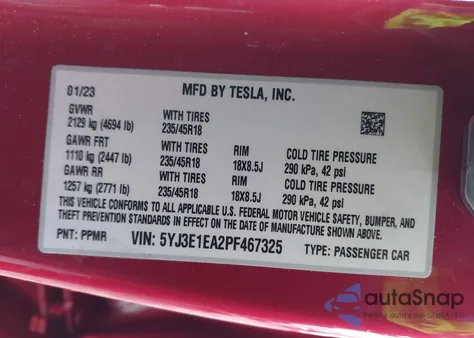 01/23 MFD BY TESLA, INC.
GVWR
2129 kg (4694 lb) WITH TIRES 235/45R18
GAWR FRT
1110 kg (2447 lb) WITH TIRES 235/45R18 RIM 18X8.5J COLD TIRE PRESSURE 290 kPa, 42 psi
GAWR RR
1257 kg (2771 lb) WITH TIRES 235/45R18 RIM 18X8.5J COLD TIRE PRESSURE 290 kPa, 42 psi
THIS VEHICLE CONFORMS TO ALL APPLICABLE U.S. FEDERAL MOTOR VEHICLE SAFETY, BUMPER, AND
THEFT PREVENTION STANDARDS IN EFFECT ON THE DATE OF MANUFACTURE SHOWN ABOVE.
PNT: PPMR VIN: 5YJ3E1EA2PF467325 TYPE: PASSENGER CAR
autoSnap